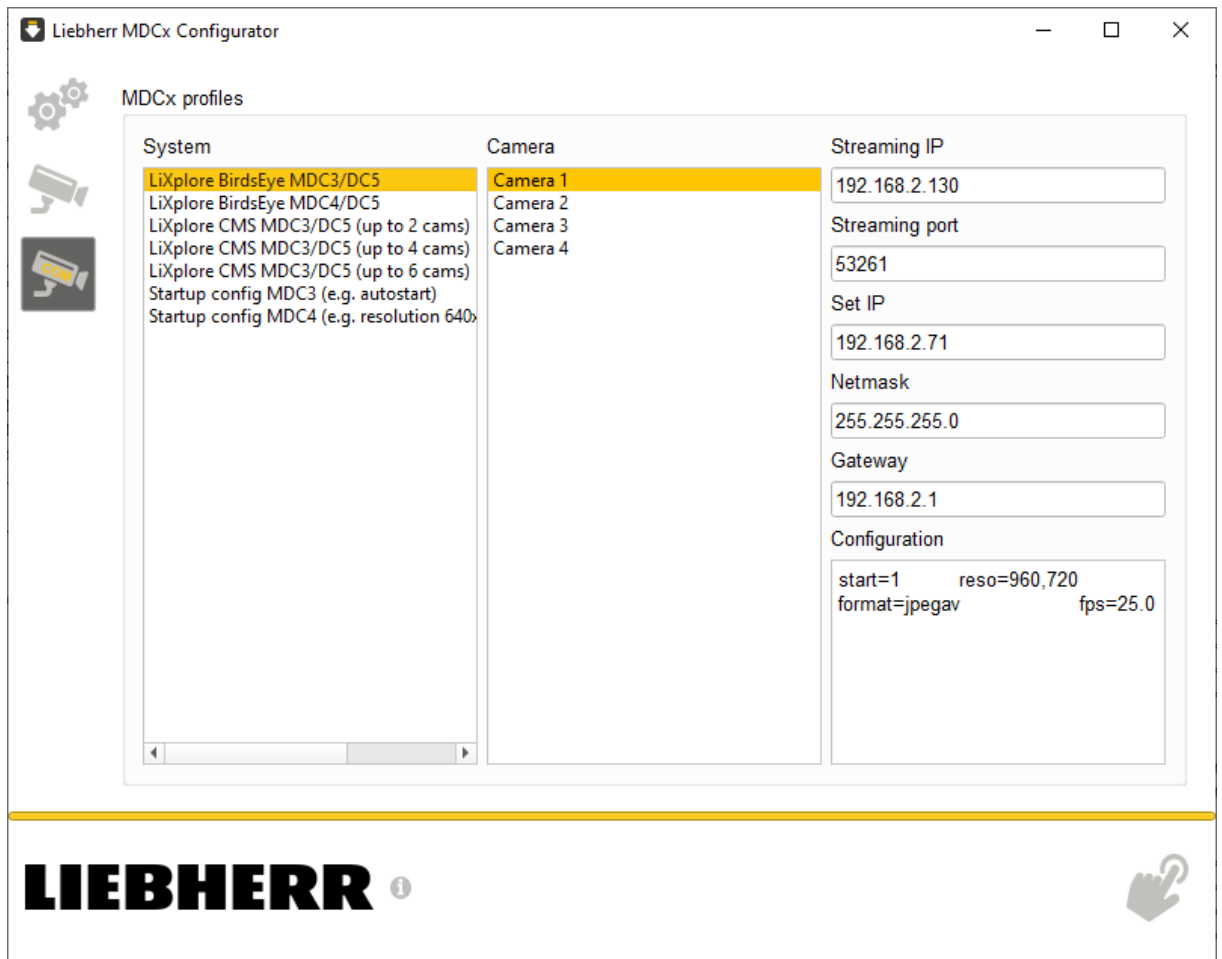 Liebherr MDCx Configurator
MDCx profiles
System
LiXplore BirdsEye MDC3/DC5
LiXplore BirdsEye MDC4/DC5
LiXplore CMS MDC3/DC5 (up to 2 cams)
LiXplore CMS MDC3/DC5 (up to 4 cams)
LiXplore CMS MDC3/DC5 (up to 6 cams)
Startup config MDC3 (e.g. autostart)
Startup config MDC4 (e.g. resolution 640x
Camera
Camera 1
Camera 2
Camera 3
Camera 4
Streaming IP
192.168.2.130
Streaming port
53261
Set IP
192.168.2.71
Netmask
255.255.255.0
Gateway
192.168.2.1
Configuration
start=1 reso=960,720
format=jpegav fps=25.0
COM
LIEBHERR